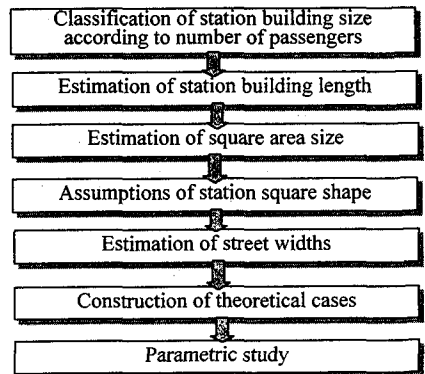 Classification of station building size
according to number of passengers
Estimation of station building length
Estimation of square area size
Assumptions of station square shape
Estimation of street widths
Construction of theoretical cases
Parametric study